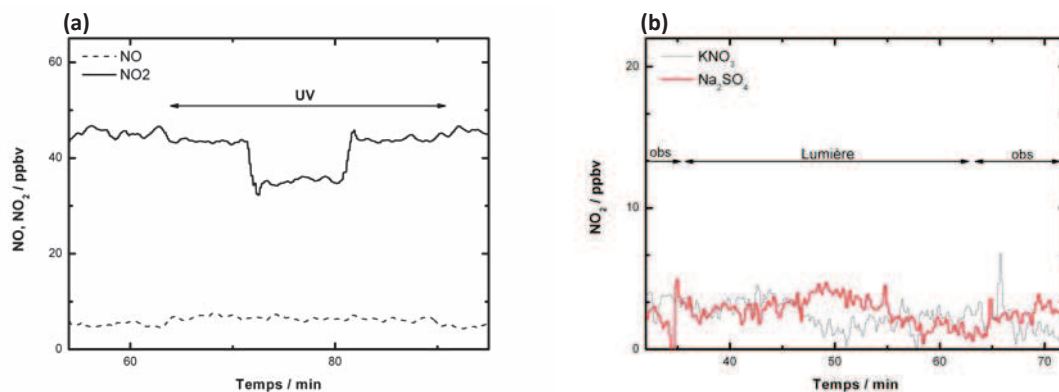 (a)
NO
NO2
UV
NO, NO₂ / ppbv
60
40
20
0
60
80
Temps / min
(b)
KNO₃
Na₂SO₄
obs
Lumière
obs
NO₂ / ppbv
20
10
0
40
50
60
70
Temps / min